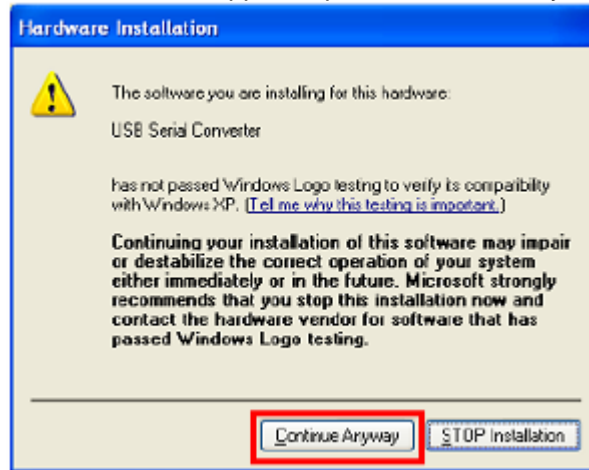 Hardware Installation
The software you are installing for this hardware:
USB Serial Converter
has not passed Windows Logo testing to verify its compatibility
with Windows XP. (Tell me why this testing is important.)
Continuing your installation of this software may impair
or destabilize the correct operation of your system
either immediately or in the future. Microsoft strongly
recommends that you stop this installation now and
contact the hardware vendor for software that has
passed Windows Logo testing.
Continue Anyway
STOP Installation